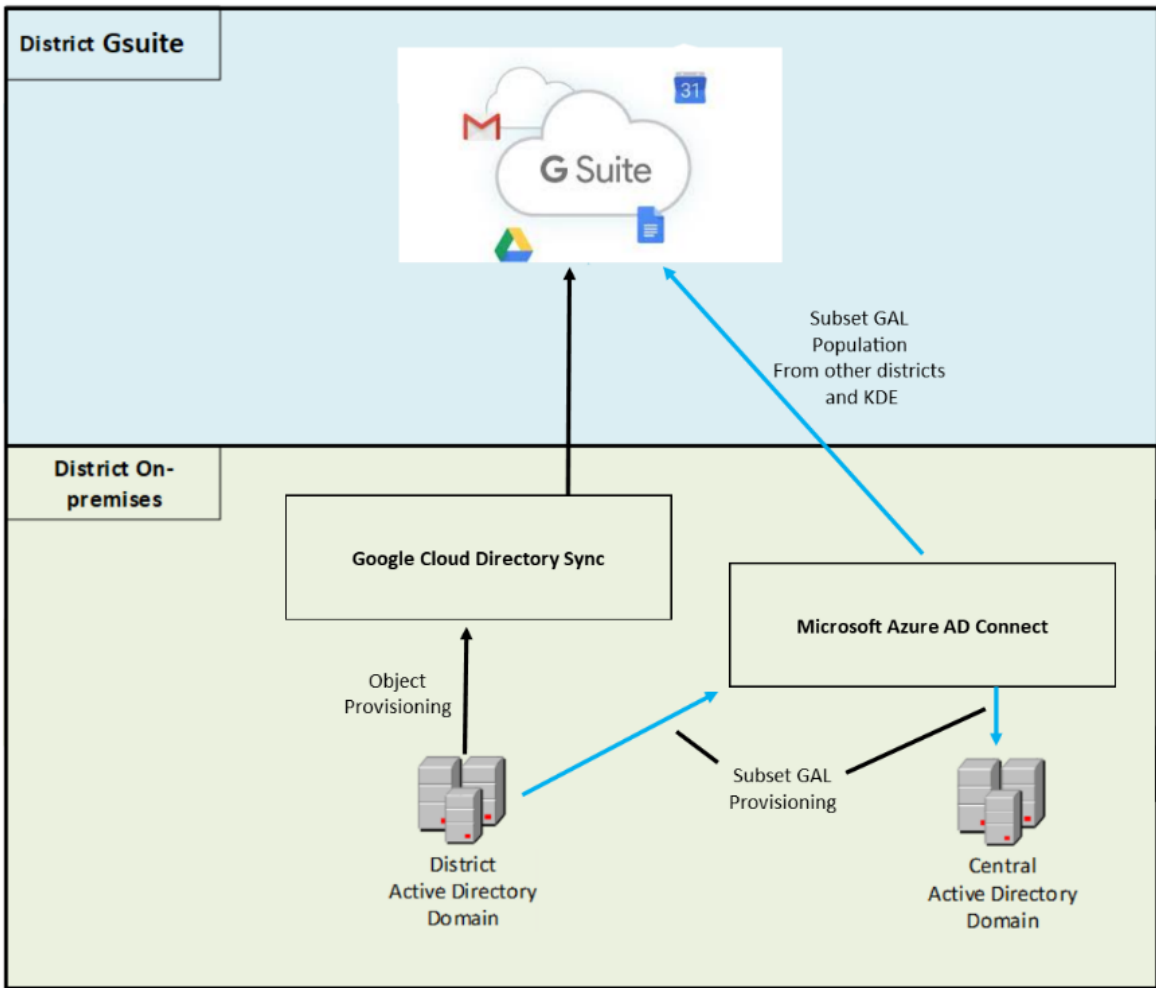 District Gsuite
31
G Suite
Subset GAL
Population
From other districts
and KDE
District On-
premises
Google Cloud Directory Sync
Microsoft Azure AD Connect
Object
Provisioning
Subset GAL
Provisioning
District
Active Directory
Domain
Central
Active Directory
Domain